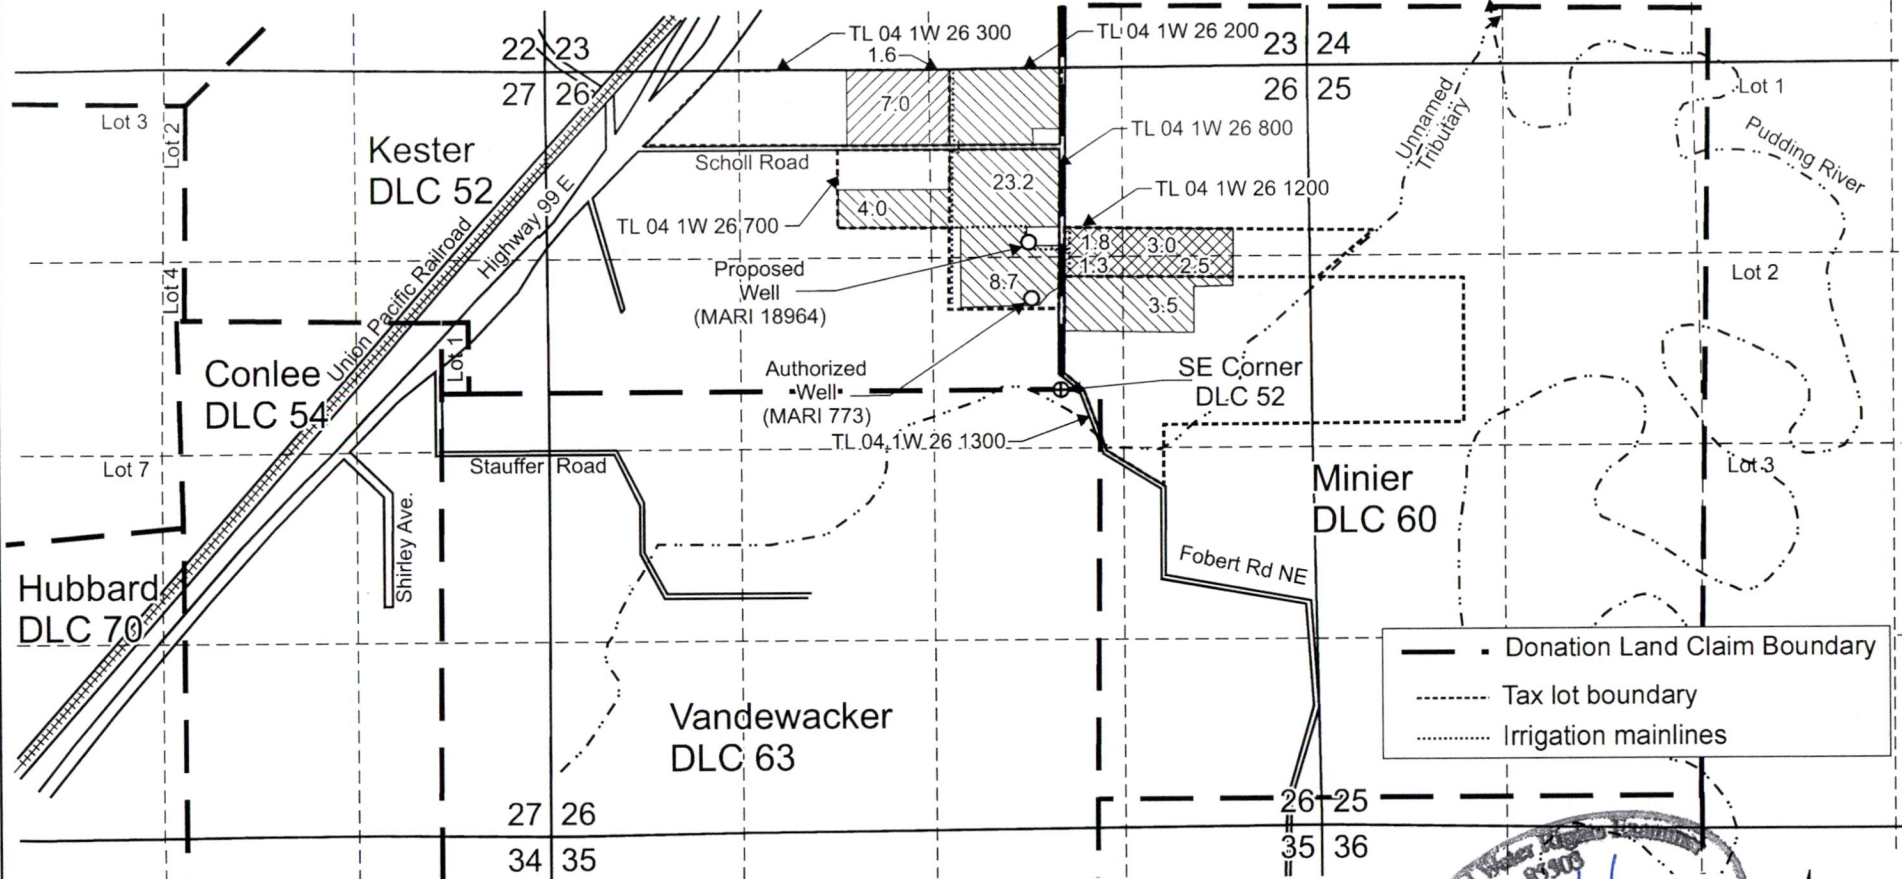 22 23
TL 04 1W 26 300
1.6
TL 04 1W 26 200
23 24
27 26
7.0
26 25
Lot 1
Lot 3
Lot 2
Kester
DLC 52
Scholl Road
TL 04 1W 26 800
Unnamed
Tributary
Pudding River
23.2
TL 04 1W 26 1200
4.0
TL 04 1W 26 700
Highway 99 E
Union Pacific Railroad
1.8
3.0
1.3
2.5
Proposed
Well
(MARI 18964)
8.7
3.5
Lot 4
Lot 2
Conlee
DLC 54
Lot 1
Authorized
Well
(MARI 773)
SE Corner
DLC 52
TL 04 1W 26 1300
Lot 7
Stauffer Road
Shirley Ave.
Minier
DLC 60
Lot 3
Fobert Rd NE
Hubbard
DLC 70
Vandewacker
DLC 63
Donation Land Claim Boundary
Tax lot boundary
Irrigation mainlines
27 26
26 25
34 35
35 36
Water Rights Examiner